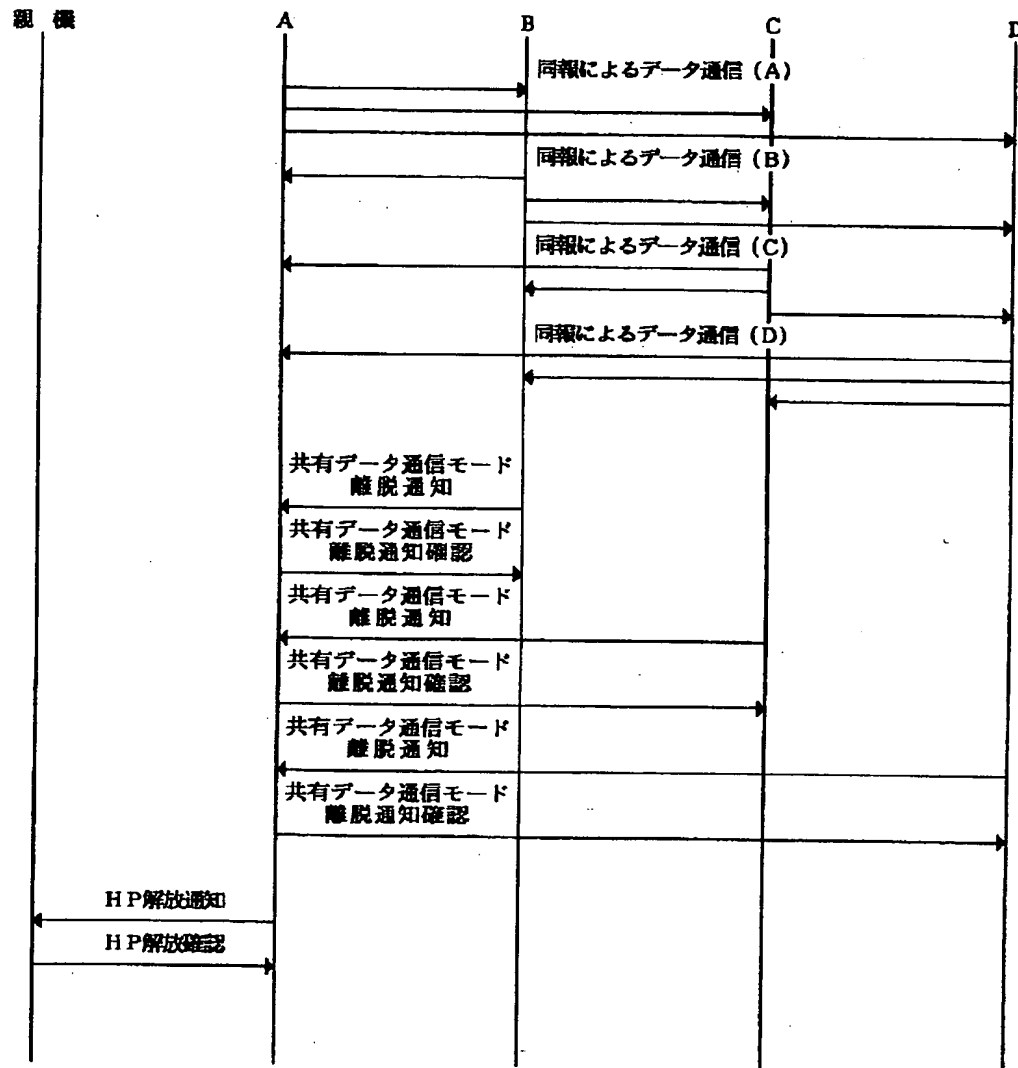 親機 A B C D
同報によるデータ通信(A)
同報によるデータ通信(B)
同報によるデータ通信(C)
同報によるデータ通信(D)
共有データ通信モード
離脱通知
共有データ通信モード
離脱通知確認
共有データ通信モード
離脱通知
共有データ通信モード
離脱通知確認
共有データ通信モード
離脱通知
共有データ通信モード
離脱通知確認
HP解放通知
HP解放確認